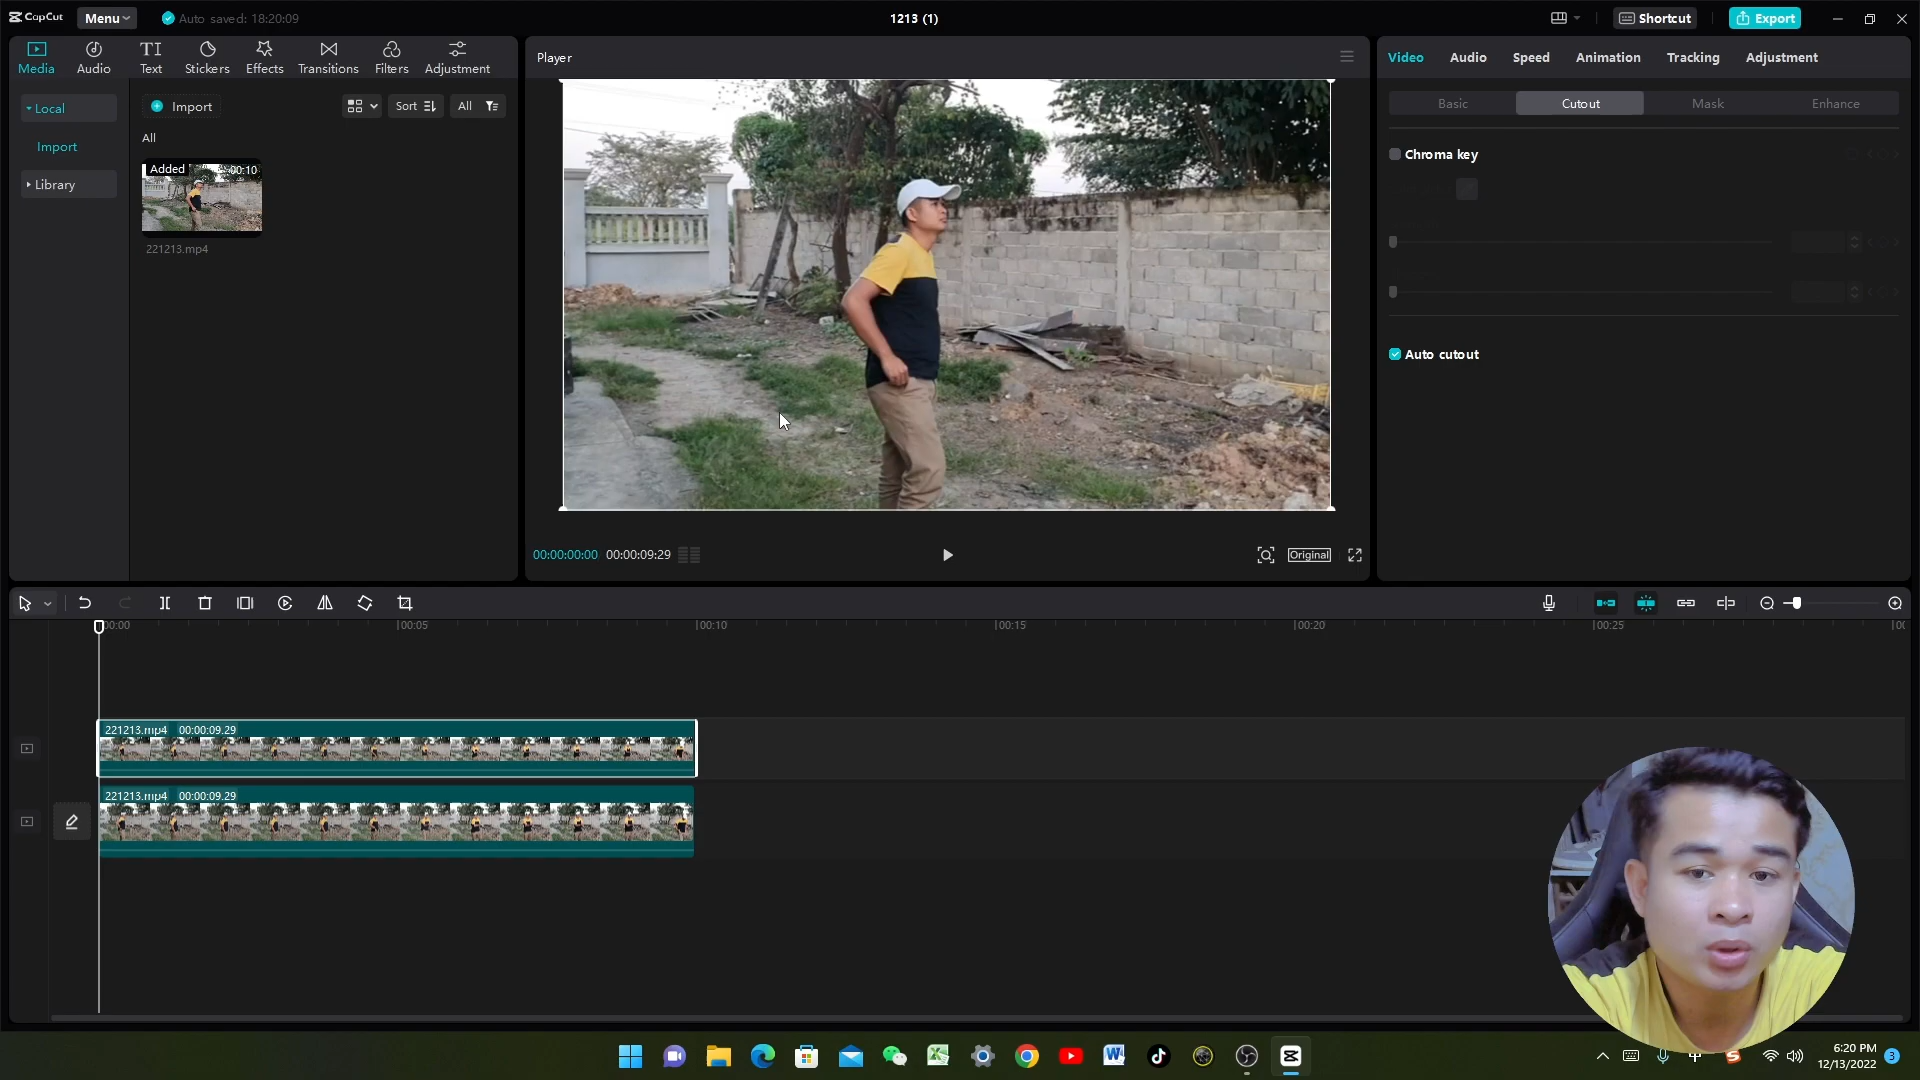 CapCut
Menu
Auto saved: 18:20:09
1213 (1)
Shortcut
Export
Media
Audio
Text
Stickers
Effects
Transitions
Filters
Adjustment
Local
Import
Library
Import
Sort
All
All
Added
00:10
221213.mp4
Player
00:00:00:00
00:00:09:29
Original
Video
Audio
Speed
Animation
Tracking
Adjustment
Basic
Cutout
Mask
Enhance
Chroma key
Auto cutout
00:00
00:05
00:10
00:15
00:20
00:25
221213.mp4 00:00:09:29
221213.mp4 00:00:09:29
6:20 PM
12/13/2022
3